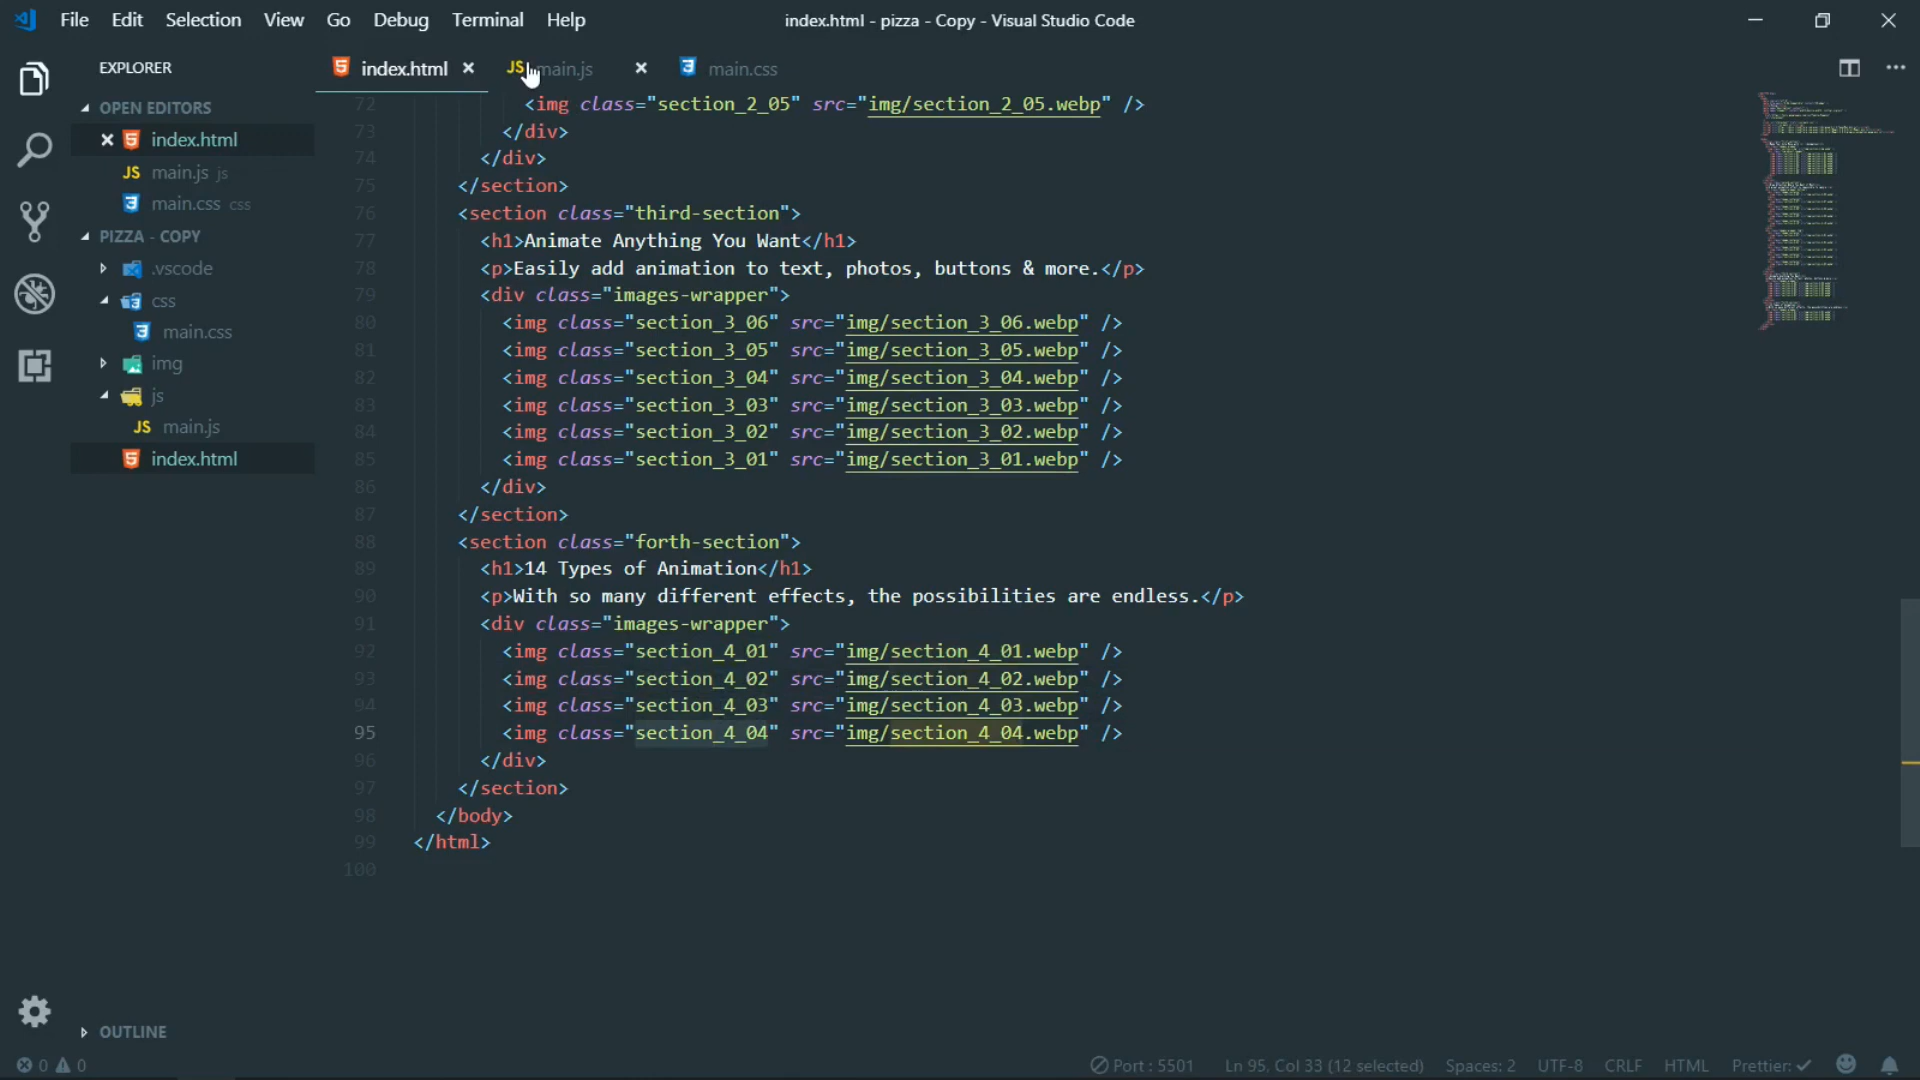 File Edit Selection View Go Debug Terminal Help index.html - pizza - Copy - Visual Studio Code
EXPLORER
OPEN EDITORS
index.html
JS main.js js
main.css css
PIZZA - COPY
.vscode
css
main.css
img
js
JS main.js
index.html
OUTLINE
index.html JS main.js main.css
72 <img class="section_2_05" src="img/section_2_05.webp" />
73 </div>
74 </div>
75 </section>
76 <section class="third-section">
77 <h1>Animate Anything You Want</h1>
78 <p>Easily add animation to text, photos, buttons & more.</p>
79 <div class="images-wrapper">
80 <img class="section_3_06" src="img/section_3_06.webp" />
81 <img class="section_3_05" src="img/section_3_05.webp" />
82 <img class="section_3_04" src="img/section_3_04.webp" />
83 <img class="section_3_03" src="img/section_3_03.webp" />
84 <img class="section_3_02" src="img/section_3_02.webp" />
85 <img class="section_3_01" src="img/section_3_01.webp" />
86 </div>
87 </section>
88 <section class="forth-section">
89 <h1>14 Types of Animation</h1>
90 <p>With so many different effects, the possibilities are endless.</p>
91 <div class="images-wrapper">
92 <img class="section_4_01" src="img/section_4_01.webp" />
93 <img class="section_4_02" src="img/section_4_02.webp" />
94 <img class="section_4_03" src="img/section_4_03.webp" />
95 <img class="section_4_04" src="img/section_4_04.webp" />
96 </div>
97 </section>
98 </body>
99 </html>
100
0 0 Port : 5501 Ln 95, Col 33 (12 selected) Spaces: 2 UTF-8 CRLF HTML Prettier: ✓